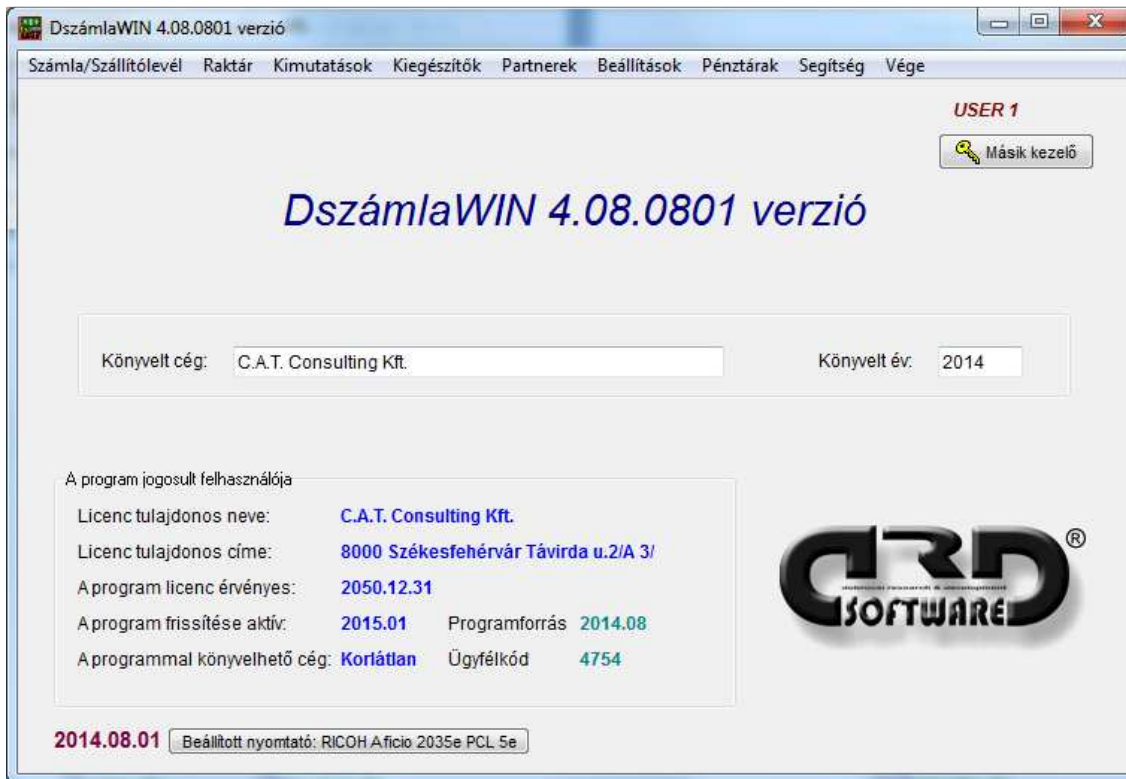 DszámlaWIN 4.08.0801 verzió
Számla/Szállítólevél Raktár Kimutatások Kiegészítők Partnerek Beállítások Pénztárak Segítség Vége
USER 1
Másik kezelő
DszámlaWIN 4.08.0801 verzió
Könyvelt cég: C.A.T. Consulting Kft. Könyvelt év: 2014
A program jogosult felhasználója
Licenc tulajdonos neve: C.A.T. Consulting Kft.
Licenc tulajdonos címe: 8000 Székesfehérvár Távirda u.2/A 3/
A program licenc érvényes: 2050.12.31
A program frissítése aktív: 2015.01 Programforrás 2014.08
A programmal könyvelhető cég: Korlátlan Ügyfélkód 4754
DRD ®
SOFTWARE
2014.08.01 Beállított nyomtató: RICOH Aficio 2035e PCL 5e